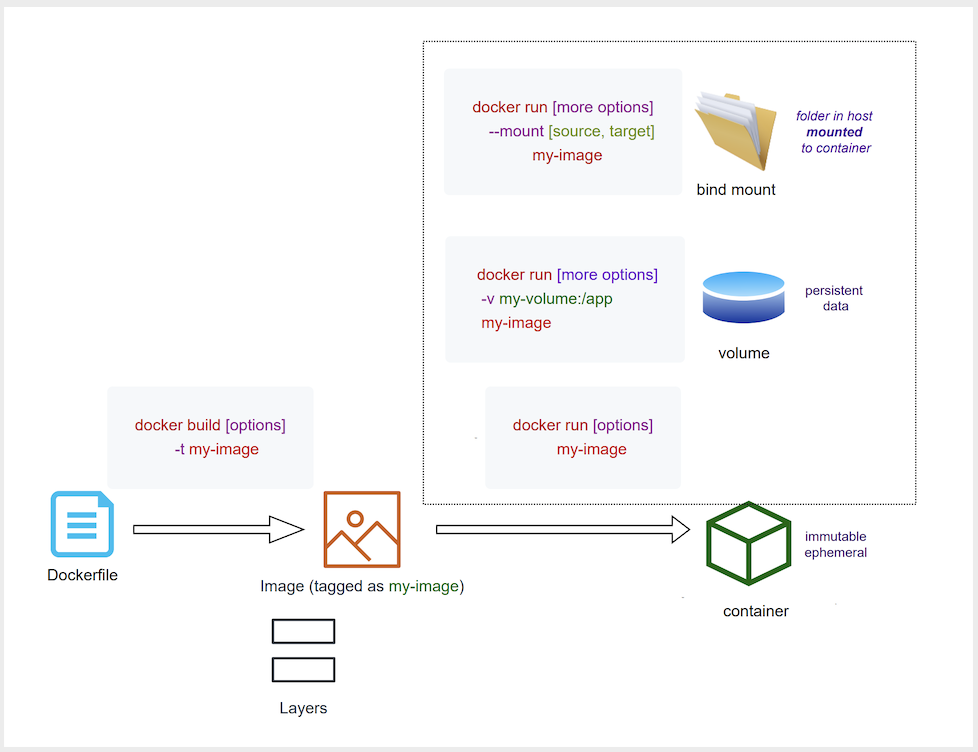 docker run [more options]
--mount [source, target]
my-image
folder in host
mounted
to container
bind mount
docker run [more options]
-v my-volume:/app
my-image
persistent
data
volume
docker build [options]
-t my-image
docker run [options]
my-image
Dockerfile
Image (tagged as my-image)
immutable
ephemeral
container
Layers